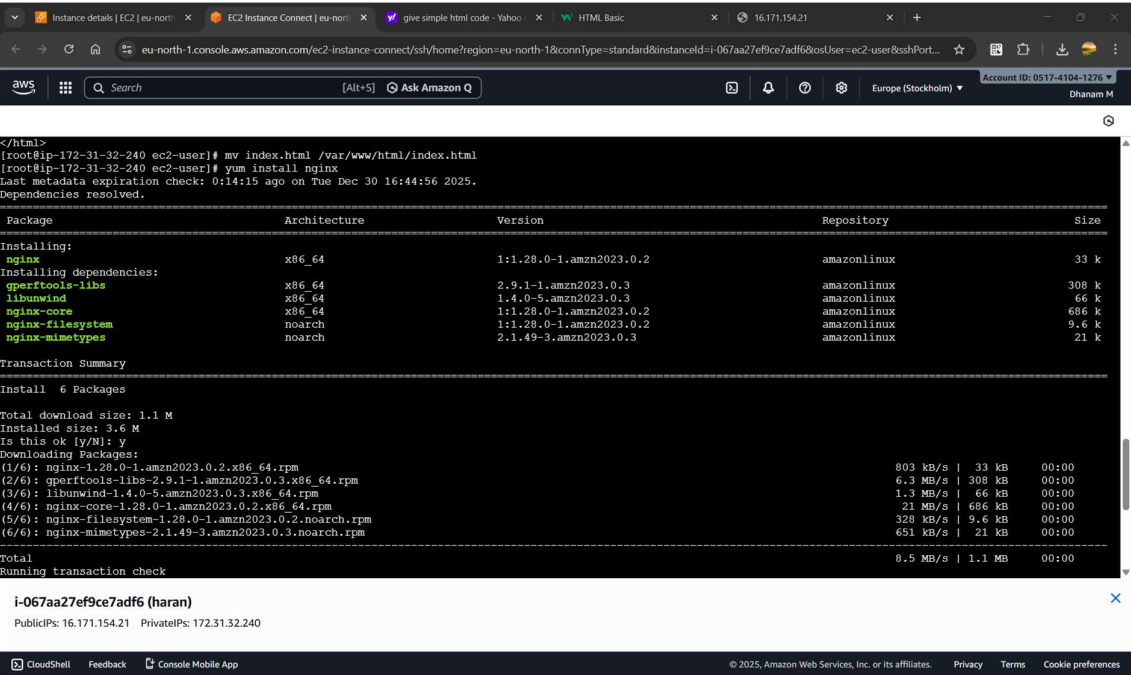 Instance details | EC2 | eu-north
EC2 Instance Connect | eu-north
give simple html code - Yahoo
HTML Basic
16.171.154.21
eu-north-1.console.aws.amazon.com/ec2-instance-connect/ssh/home?region=eu-north-1&connType=standard&instanceId=i-067aa27ef9ce7adf6&osUser=ec2-user&sshPort...
aws
Search [Alt+S] Ask Amazon Q
Europe (Stockholm) ▼
Account ID: 0517-4104-1276 ▼
Dhanam M
</html>
[root@ip-172-31-32-240 ec2-user]# mv index.html /var/www/html/index.html
[root@ip-172-31-32-240 ec2-user]# yum install nginx
Last metadata expiration check: 0:14:15 ago on Tue Dec 30 16:44:56 2025.
Dependencies resolved.
Package Architecture Version Repository Size
Installing:
nginx x86_64 1:1.28.0-1.amzn2023.0.2 amazonlinux 33 k
Installing dependencies:
gperftools-libs x86_64 2.9.1-1.amzn2023.0.3 amazonlinux 308 k
libunwind x86_64 1.4.0-5.amzn2023.0.3 amazonlinux 66 k
nginx-core x86_64 1:1.28.0-1.amzn2023.0.2 amazonlinux 686 k
nginx-filesystem noarch 1:1.28.0-1.amzn2023.0.2 amazonlinux 9.6 k
nginx-mimetypes noarch 2.1.49-3.amzn2023.0.3 amazonlinux 21 k
Transaction Summary
Install 6 Packages
Total download size: 1.1 M
Installed size: 3.6 M
Is this ok [y/N]: y
Downloading Packages:
(1/6): nginx-1.28.0-1.amzn2023.0.2.x86_64.rpm 803 kB/s | 33 kB 00:00
(2/6): gperftools-libs-2.9.1-1.amzn2023.0.3.x86_64.rpm 6.3 MB/s | 308 kB 00:00
(3/6): libunwind-1.4.0-5.amzn2023.0.3.x86_64.rpm 1.3 MB/s | 66 kB 00:00
(4/6): nginx-core-1.28.0-1.amzn2023.0.2.x86_64.rpm 21 MB/s | 686 kB 00:00
(5/6): nginx-filesystem-1.28.0-1.amzn2023.0.2.noarch.rpm 328 kB/s | 9.6 kB 00:00
(6/6): nginx-mimetypes-2.1.49-3.amzn2023.0.3.noarch.rpm 651 kB/s | 21 kB 00:00
Total 8.5 MB/s | 1.1 MB 00:00
Running transaction check
i-067aa27ef9ce7adf6 (haran)
PublicIPs: 16.171.154.21 PrivateIPs: 172.31.32.240
CloudShell Feedback Console Mobile App © 2025, Amazon Web Services, Inc. or its affiliates. Privacy Terms Cookie preferences